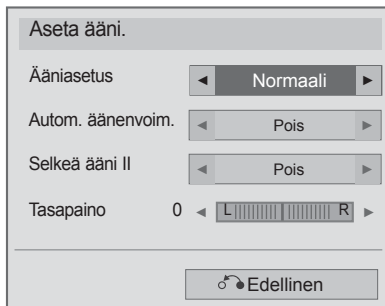 Aseta ääni.
Ääniasetus ◄ Normaali ►
Autom. äänenvoim. ◄ Pois ►
Selkeä ääni II ◄ Pois ►
Tasapaino 0 ◄ L R ►
Edellinen